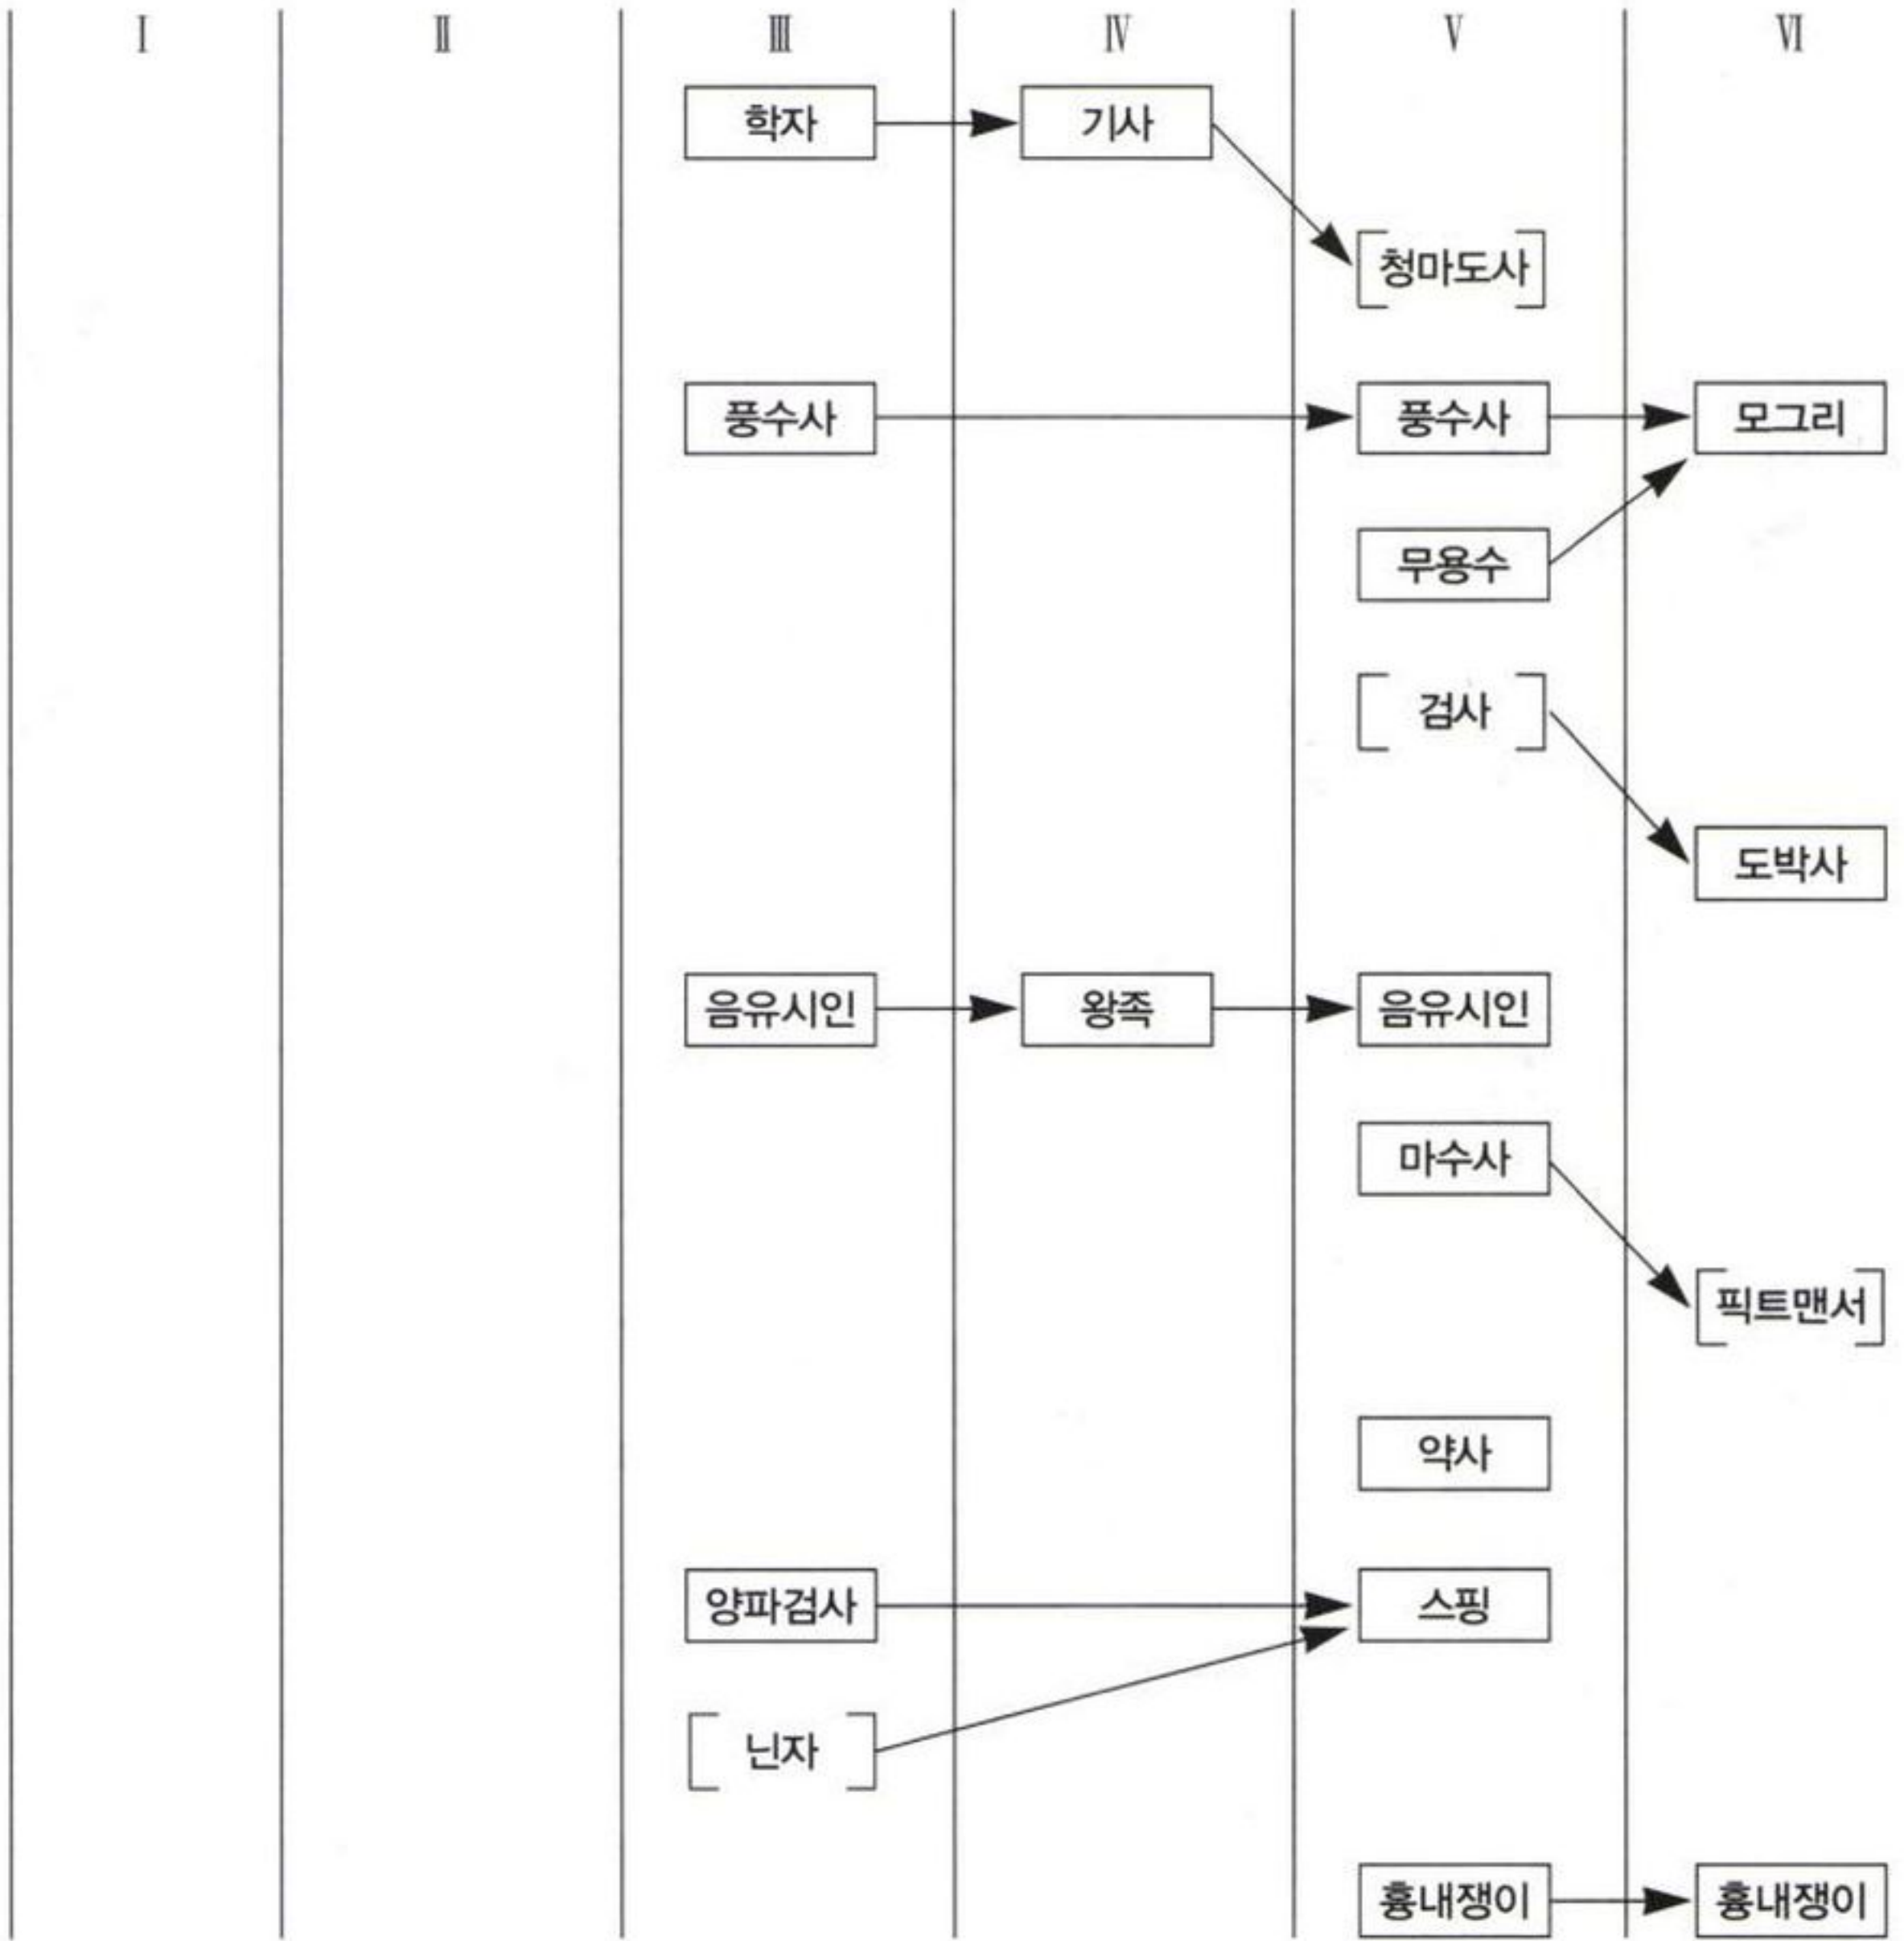 Ⅰ Ⅱ Ⅲ Ⅳ Ⅴ Ⅵ
학자 기사
[청마도사]
풍수사 풍수사 모그리
무용수
[검사]
도박사
음유시인 왕족 음유시인
마수사
[픽트맨서]
약사
양파검사 스핑
[닌자]
흉내쟁이 흉내쟁이